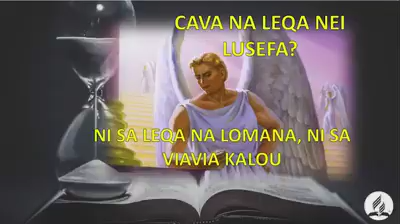 CAVA NA LEQA NEI
LUSEFA?
NI SA LEQA NA LOMANA, NI SA
VIAVIA KALOU